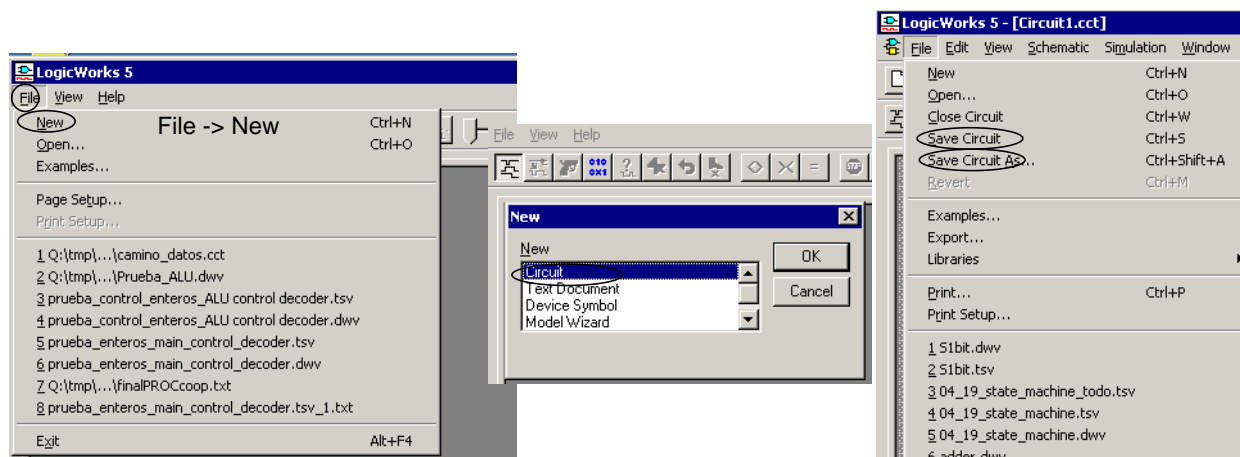 LogicWorks 5
File View Help
New Ctrl+N
File -> New
Open... Ctrl+O
Examples...
Page Setup...
Print Setup...
1 Q:\tmp\...\camino_datos.cct
2 Q:\tmp\...\Prueba_ALU.dwv
3 prueba_control_enteros_ALU control decoder.tsv
4 prueba_control_enteros_ALU control decoder.dwv
5 prueba_enteros_main_control_decoder.tsv
6 prueba_enteros_main_control_decoder.dwv
7 Q:\tmp\...\finalPROCcoop.txt
8 prueba_enteros_main_control_decoder.tsv_1.txt
Exit Alt+F4
File View Help
010
0X1
STOP
New
New
Circuit
Text Document
Device Symbol
Model Wizard
OK
Cancel
LogicWorks 5 - [Circuit1.cct]
File Edit View Schematic Simulation Window
New Ctrl+N
Open... Ctrl+O
Close Circuit Ctrl+W
Save Circuit Ctrl+S
Save Circuit As... Ctrl+Shift+A
Revert Ctrl+M
Examples...
Export...
Libraries
Print... Ctrl+P
Print Setup...
1 S1bit.dwv
2 S1bit.tsv
3 04_19_state_machine_todo.tsv
4 04_19_state_machine.tsv
5 04_19_state_machine.dwv
6 adder.dwv